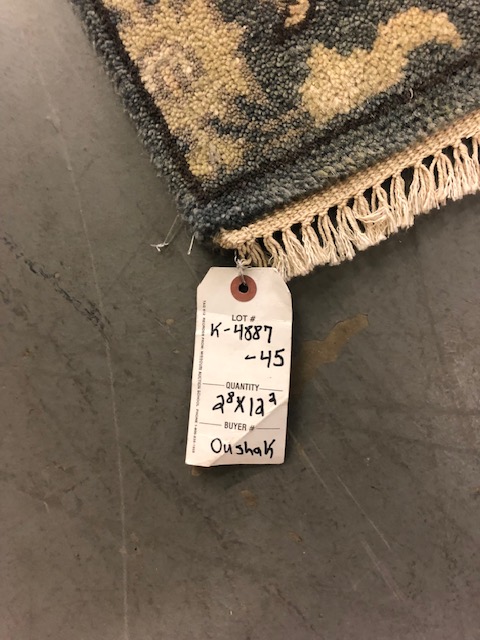 LOT #
K-4887
-45
QUANTITY
2⁸x12²
BUYER #
Oushak